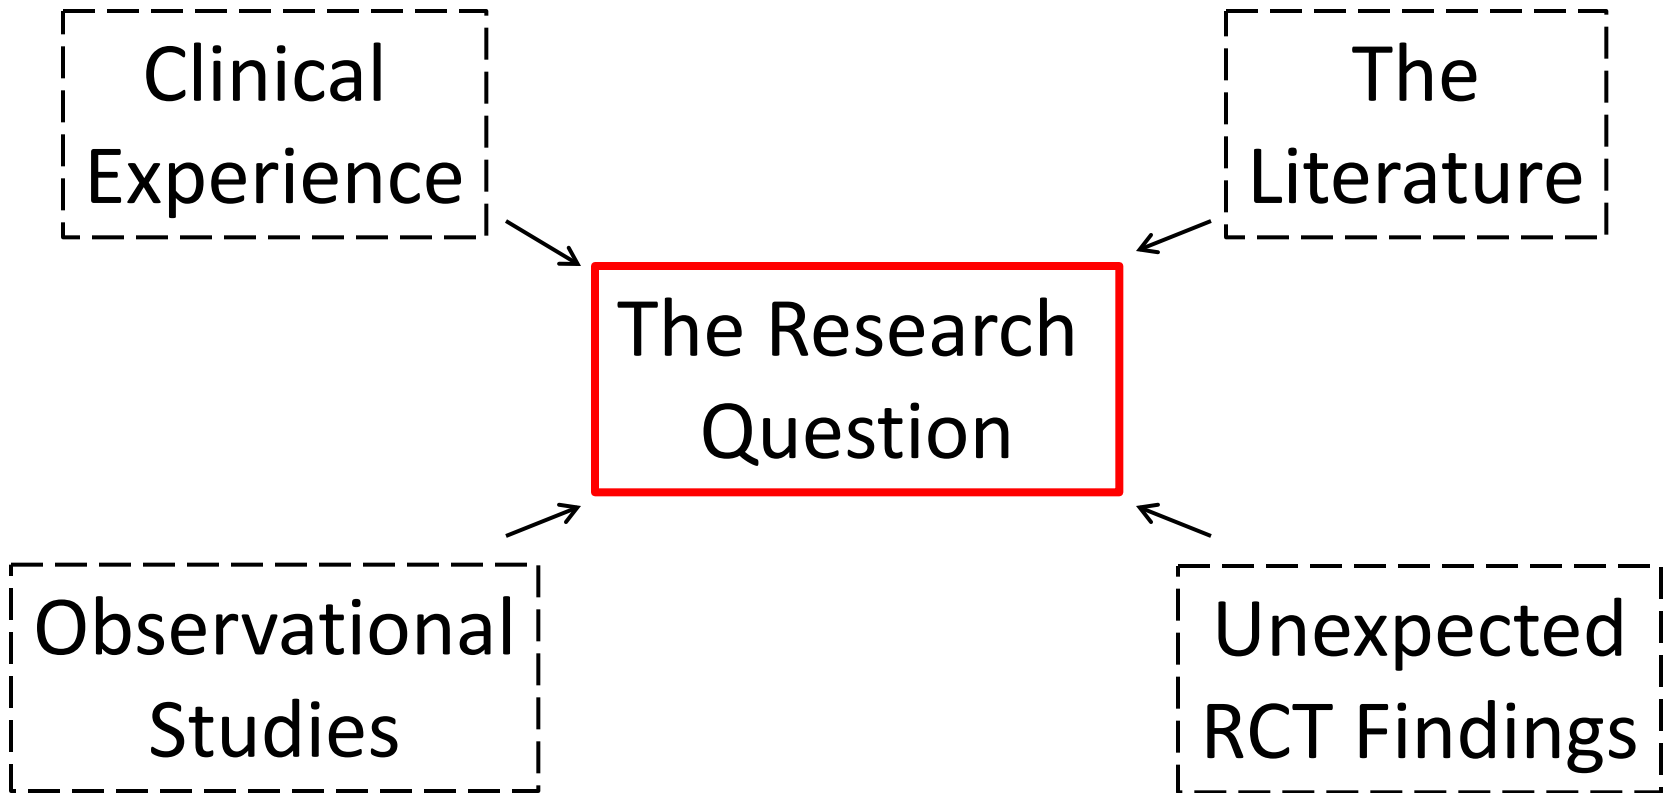 Clinical
Experience
The
Literature
The Research
Question
Observational
Studies
Unexpected
RCT Findings